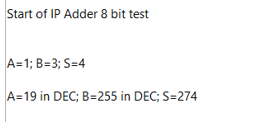 Start of IP Adder 8 bit test
A=1; B=3; S=4
A=19 in DEC; B=255 in DEC; S=274